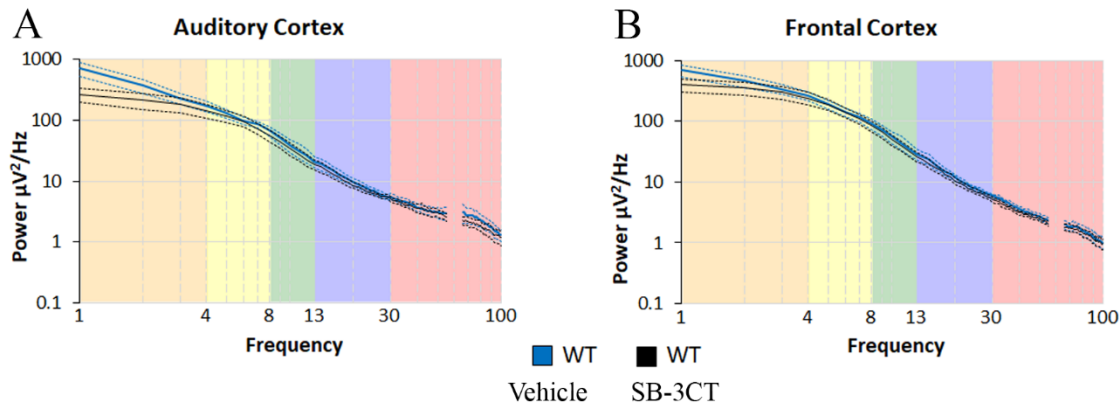 A
Auditory Cortex
1000
100
10
1
0.1
Power µV²/Hz
1 4 8 13 30 100
Frequency
B
Frontal Cortex
1000
100
10
1
0.1
Power µV²/Hz
1 4 8 13 30 100
Frequency
WT WT
Vehicle SB-3CT